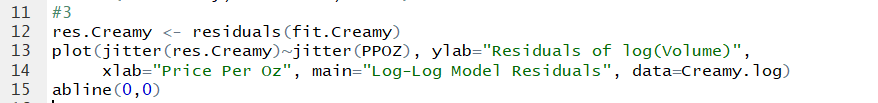 11 #3
12 res.Creamy <- residuals(fit.Creamy)
13 plot(jitter(res.Creamy)~jitter(PPOZ), ylab="Residuals of log(Volume)",
14 xlab="Price Per Oz", main="Log-Log Model Residuals", data=Creamy.log)
15 abline(0,0)